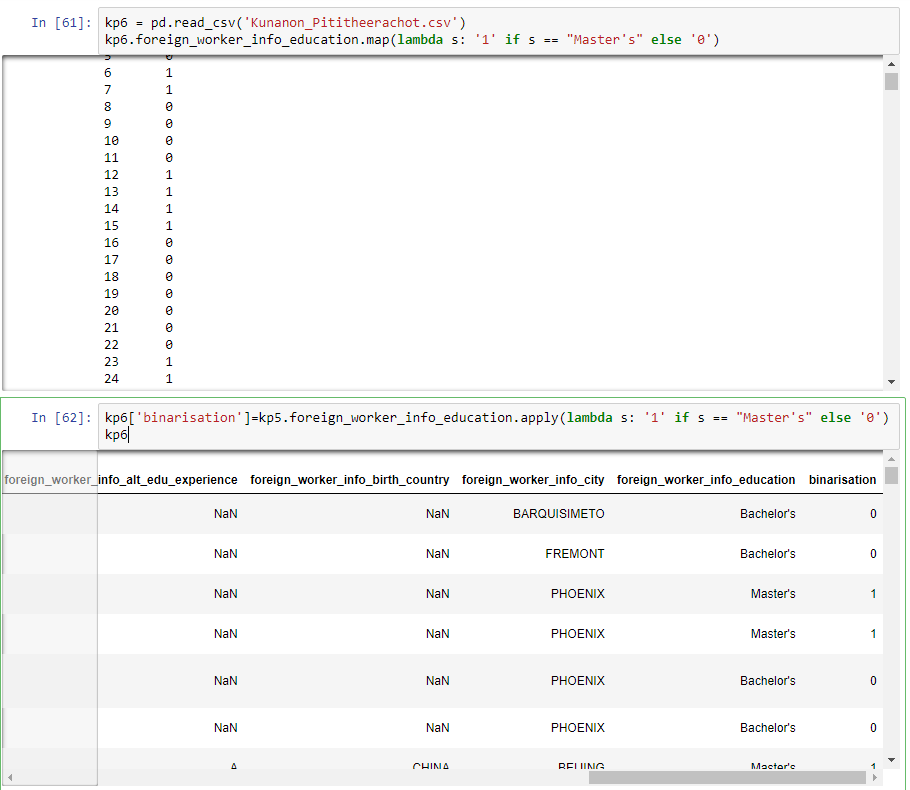 In [61]: kp6 = pd.read_csv('Kunanon_Pititheerachot.csv')
kp6.foreign_worker_info_education.map(lambda s: '1' if s == "Master's" else '0')
5 0
6 1
7 1
8 0
9 0
10 0
11 0
12 1
13 1
14 1
15 1
16 0
17 0
18 0
19 0
20 0
21 0
22 0
23 1
24 1
In [62]: kp6['binarisation']=kp5.foreign_worker_info_education.apply(lambda s: '1' if s == "Master's" else '0')
kp6
foreign_worker_info_alt_edu_experience foreign_worker_info_birth_country foreign_worker_info_city foreign_worker_info_education binarisation
NaN NaN BARQUISIMETO Bachelor's 0
NaN NaN FREMONT Bachelor's 0
NaN NaN PHOENIX Master's 1
NaN NaN PHOENIX Master's 1
NaN NaN PHOENIX Bachelor's 0
NaN NaN PHOENIX Bachelor's 0
A CHINA BEIJING Master's 1